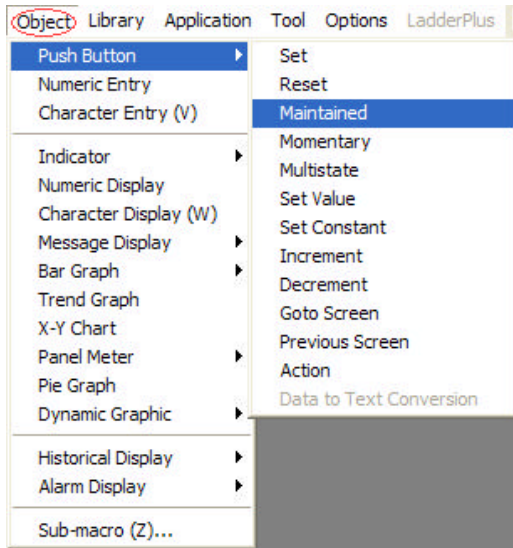 Object Library Application Tool Options LadderPlus
Push Button
Numeric Entry
Character Entry (V)
Indicator
Numeric Display
Character Display (W)
Message Display
Bar Graph
Trend Graph
X-Y Chart
Panel Meter
Pie Graph
Dynamic Graphic
Historical Display
Alarm Display
Sub-macro (Z)...
Set
Reset
Maintained
Momentary
Multistate
Set Value
Set Constant
Increment
Decrement
Goto Screen
Previous Screen
Action
Data to Text Conversion